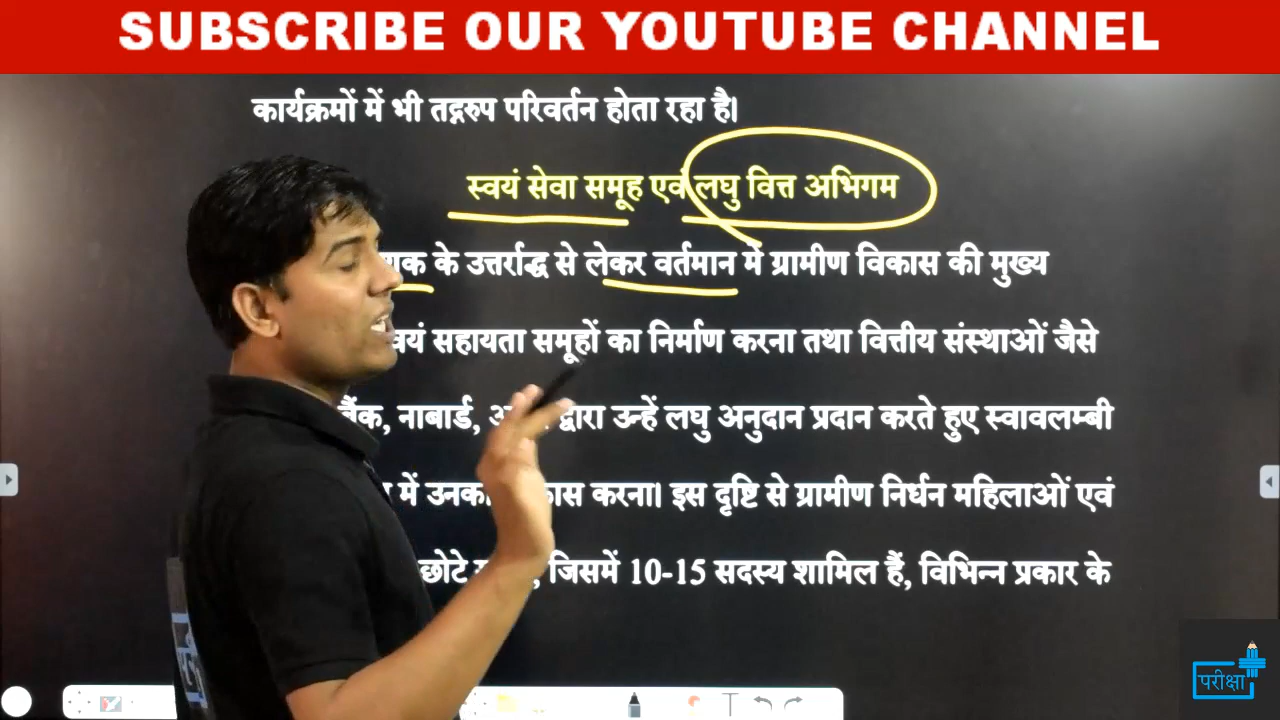 SUBSCRIBE OUR YOUTUBE CHANNEL
कार्यक्रमों में भी तद्नरुप परिवर्तन होता रहा है।
स्वयं सेवा समूह एवं लघु वित्त अभिगम
के उत्तर्राद्ध से लेकर वर्तमान में ग्रामीण विकास की मुख्य
सहायता समूहों का निर्माण करना तथा वित्तीय संस्थाओं जैसे
नाबार्ड, द्वारा उन्हें लघु अनुदान प्रदान करते हुए स्वावलम्बी
में करना। इस दृष्टि से ग्रामीण निर्धन महिलाओं एवं
छोटे जिसमें 10-15 सदस्य शामिल हैं, विभिन्न प्रकार के
परीक्षा